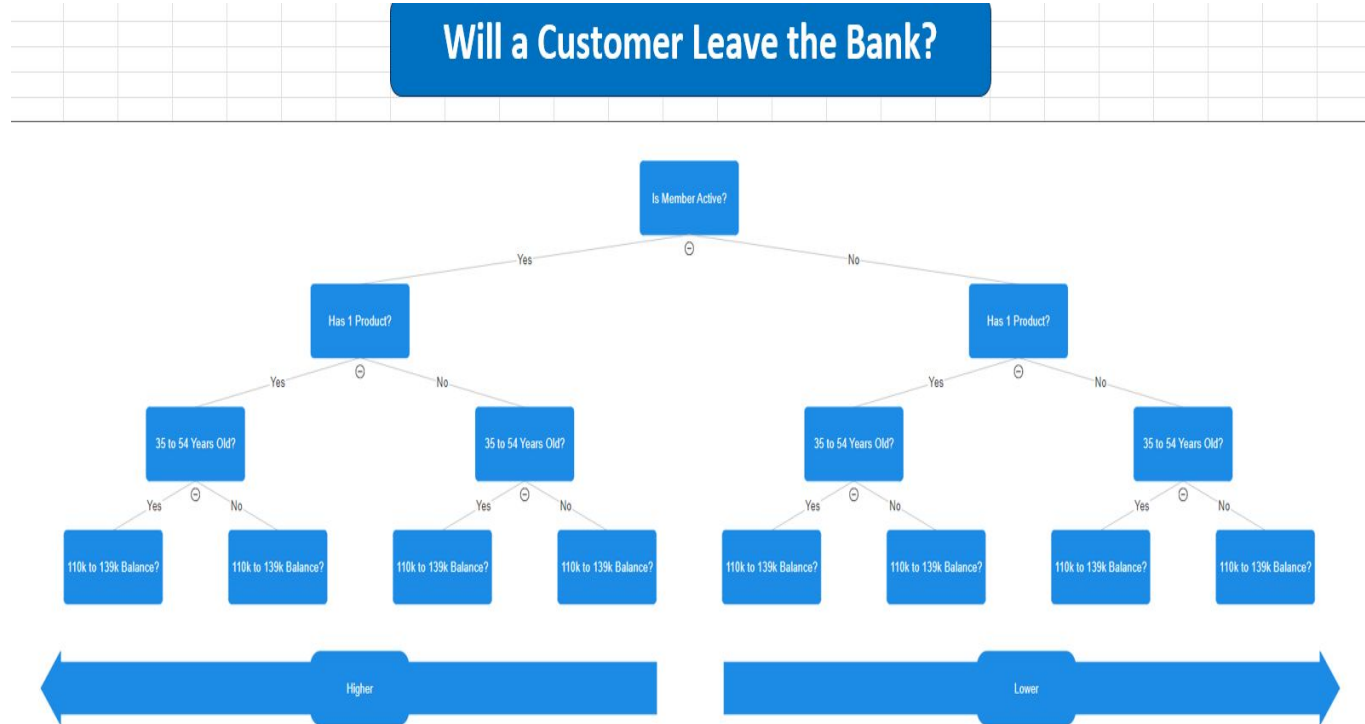 Will a Customer Leave the Bank?
Is Member Active?
Yes
No
Has 1 Product?
Has 1 Product?
Yes
No
Yes
No
35 to 54 Years Old?
35 to 54 Years Old?
35 to 54 Years Old?
35 to 54 Years Old?
Yes
No
Yes
No
Yes
No
Yes
No
110k to 139k Balance?
110k to 139k Balance?
110k to 139k Balance?
110k to 139k Balance?
110k to 139k Balance?
110k to 139k Balance?
110k to 139k Balance?
110k to 139k Balance?
Higher
Lower